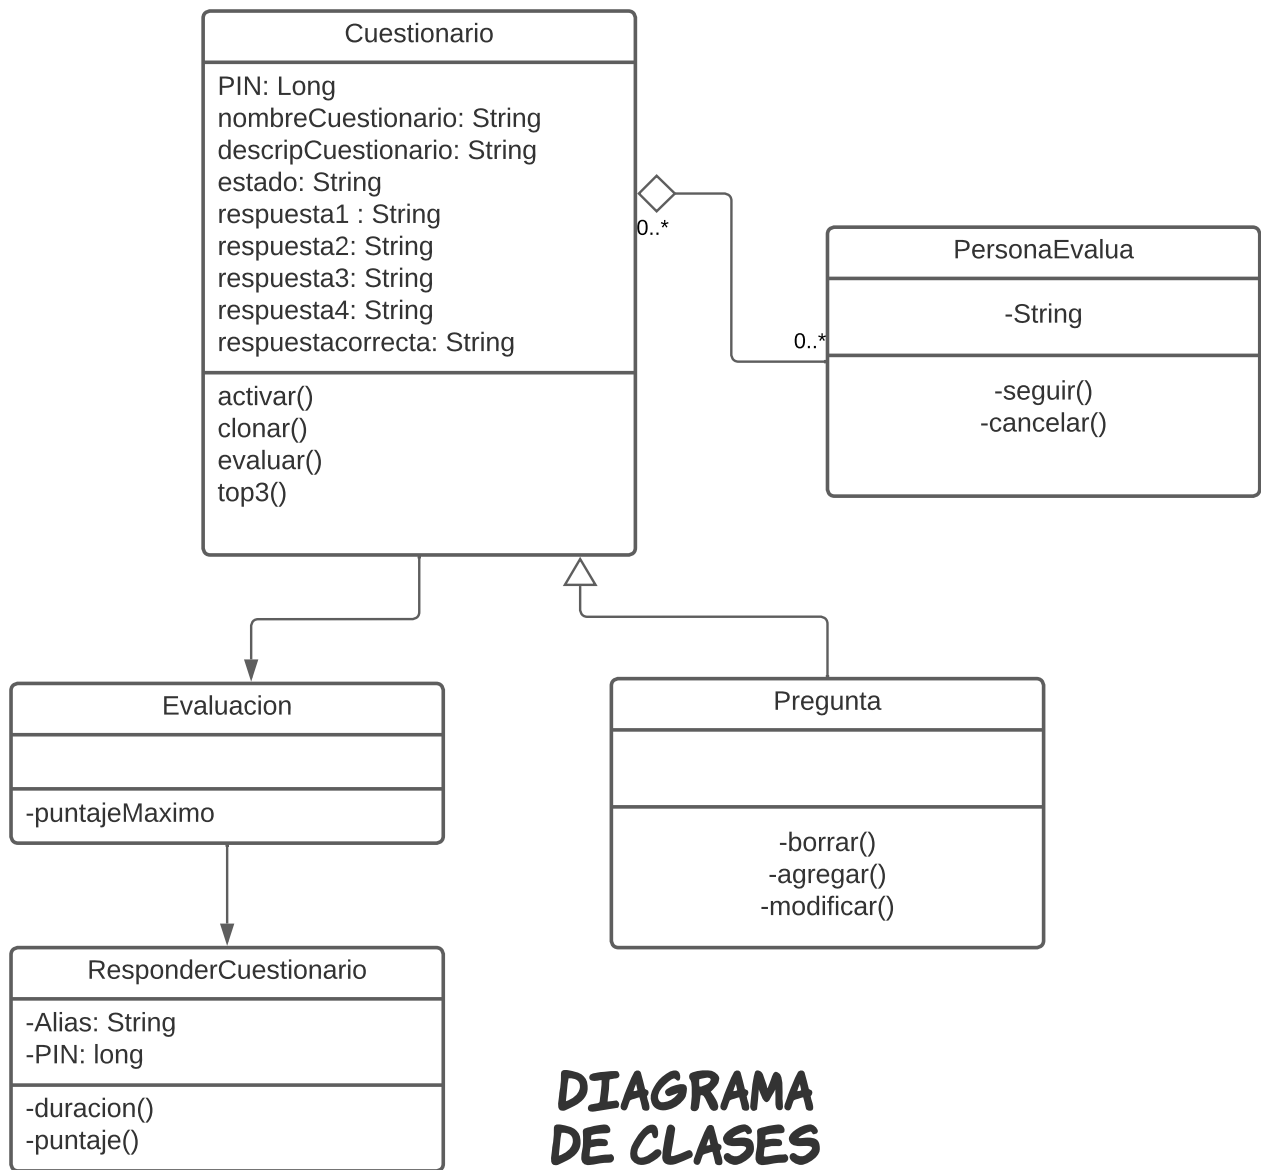 Cuestionario
PIN: Long
nombreCuestionario: String
descripCuestionario: String
estado: String
respuesta1 : String
respuesta2: String
respuesta3: String
respuesta4: String
respuestacorrecta: String
activar()
clonar()
evaluar()
top3()
0..*
0..*
PersonaEvalua
-String
-seguir()
-cancelar()
Evaluacion
-puntajeMaximo
Pregunta
-borrar()
-agregar()
-modificar()
ResponderCuestionario
-Alias: String
-PIN: long
-duracion()
-puntaje()
DIAGRAMA
DE CLASES